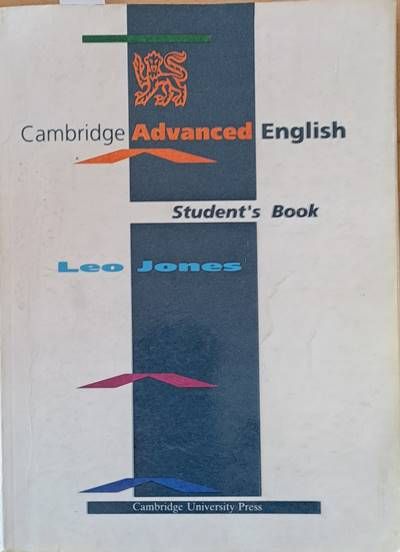 Cambridge Advanced English
Student's Book
Leo Jones
Cambridge University Press